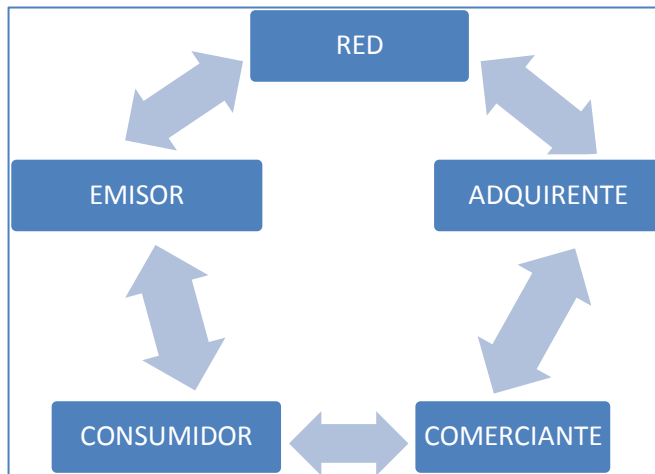 RED
EMISOR
ADQUIRENTE
CONSUMIDOR
COMERCIANTE